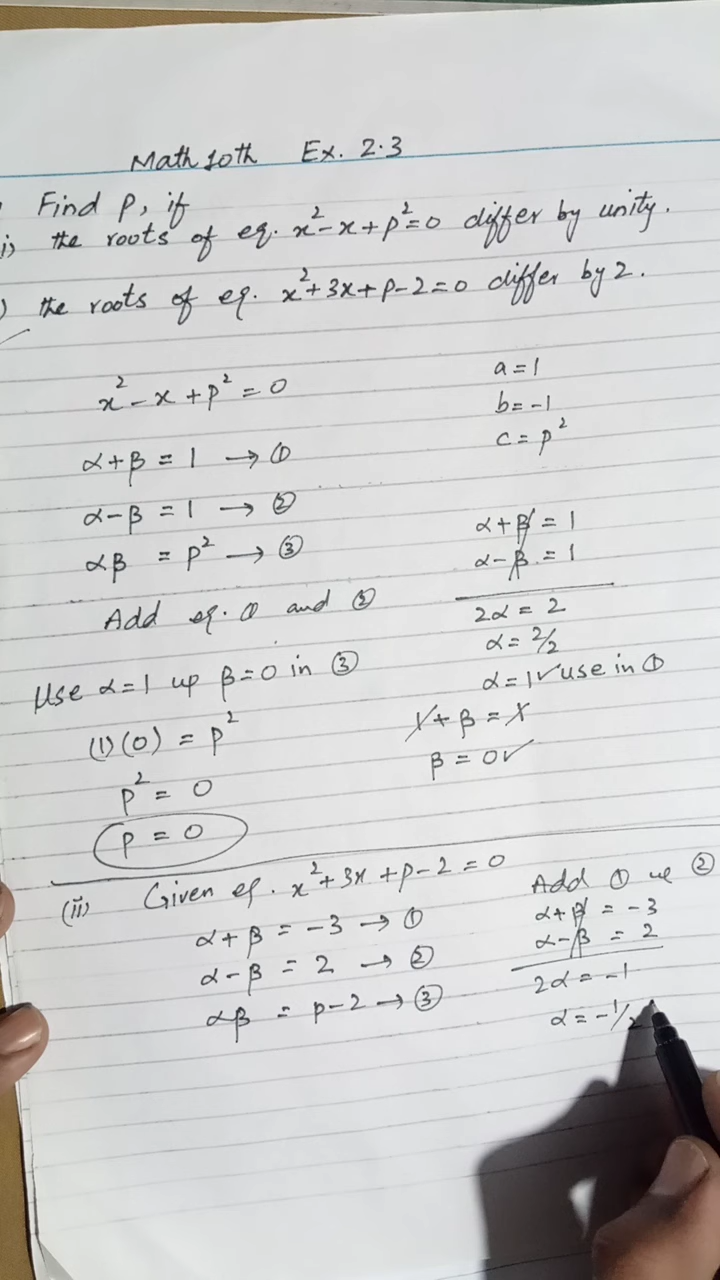 Math 10th Ex. 2.3
Find P, if
i) the roots of eq. x²-x+p²=0 differ by unity.
) the roots of eq. x²+3x+p-2=0 differ by 2.
x²-x+p²=0
a=1
b=-1
c=p²
α+β = 1 → ①
α-β = 1 → ②
αβ = p² → ③
Add eq. ① and ②
α+β = 1
α-β = 1
2α = 2
α = 2/2
α = 1✓ use in ①
1+β = 1
β = 0✓
Use α=1 up β=0 in ③
(1)(0) = p²
p² = 0
p = 0
(ii) Given eq. x²+3x+p-2=0
α+β = -3 → ①
α-β = 2 → ②
αβ = p-2 → ③
Add ① up ②
α+β = -3
α-β = 2
2α = -1
α = -1/2